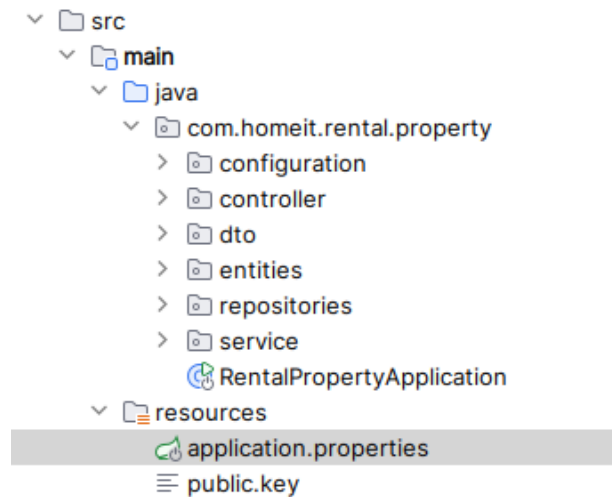 src
main
java
com.homeit.rental.property
configuration
controller
dto
entities
repositories
service
RentalPropertyApplication
resources
application.properties
public.key